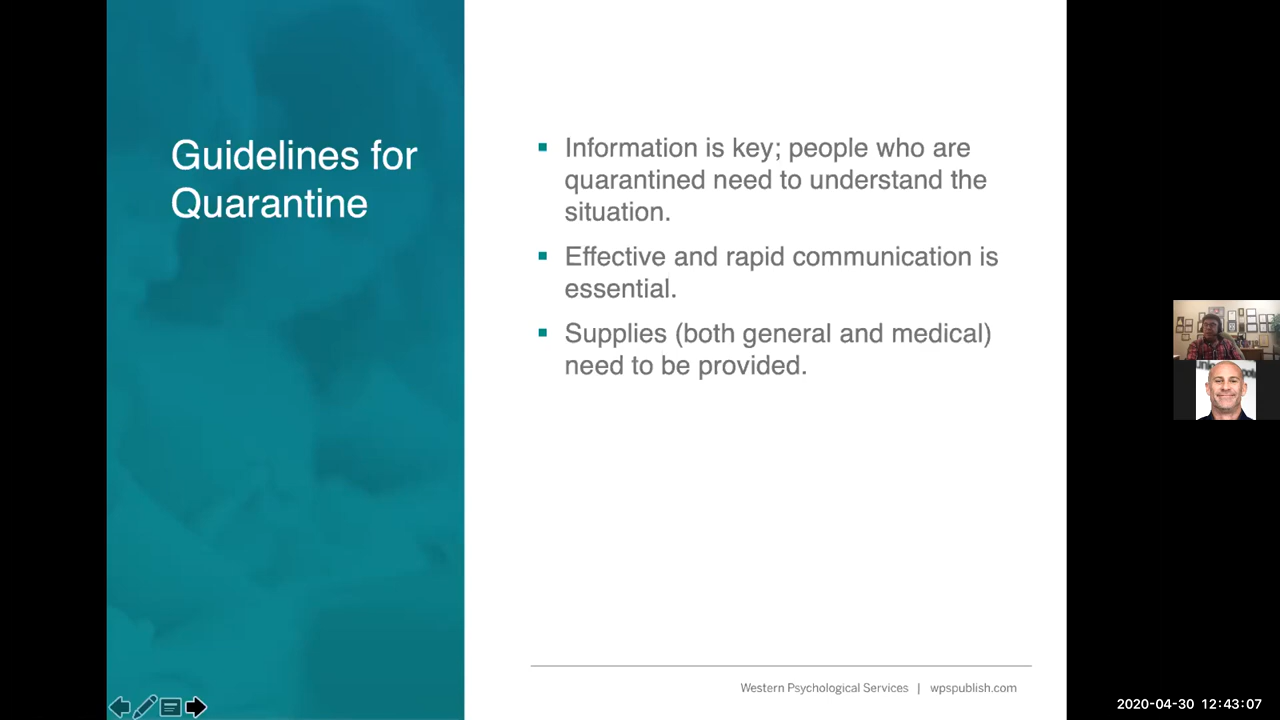 Guidelines for
Quarantine
Information is key; people who are
quarantined need to understand the
situation.
Effective and rapid communication is
essential.
Supplies (both general and medical)
need to be provided.
Western Psychological Services | wpspublish.com
2020-04-30 12:43:07